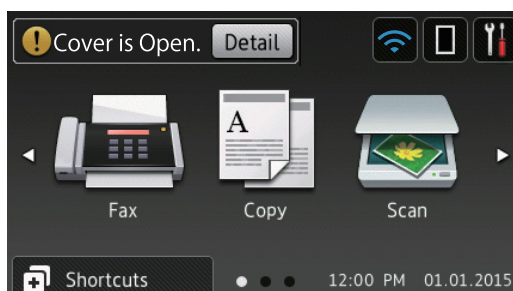 Cover is Open. Detail
A
Fax Copy Scan
Shortcuts 12:00 PM 01.01.2015